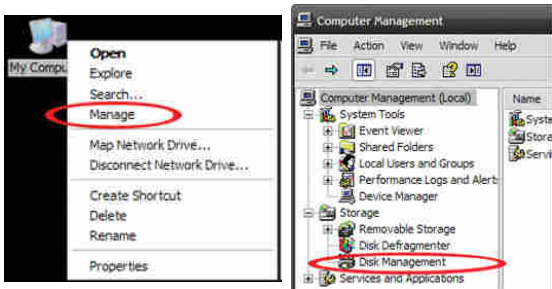 My Compu
Open
Explore
Search...
Manage
Map Network Drive...
Disconnect Network Drive...
Create Shortcut
Delete
Rename
Properties
Computer Management
File Action View Window Help
Computer Management (Local)
System Tools
Event Viewer
Shared Folders
Local Users and Groups
Performance Logs and Alert
Device Manager
Storage
Removable Storage
Disk Defragmenter
Disk Management
Services and Applications
Name
Syste
Stora
Servi